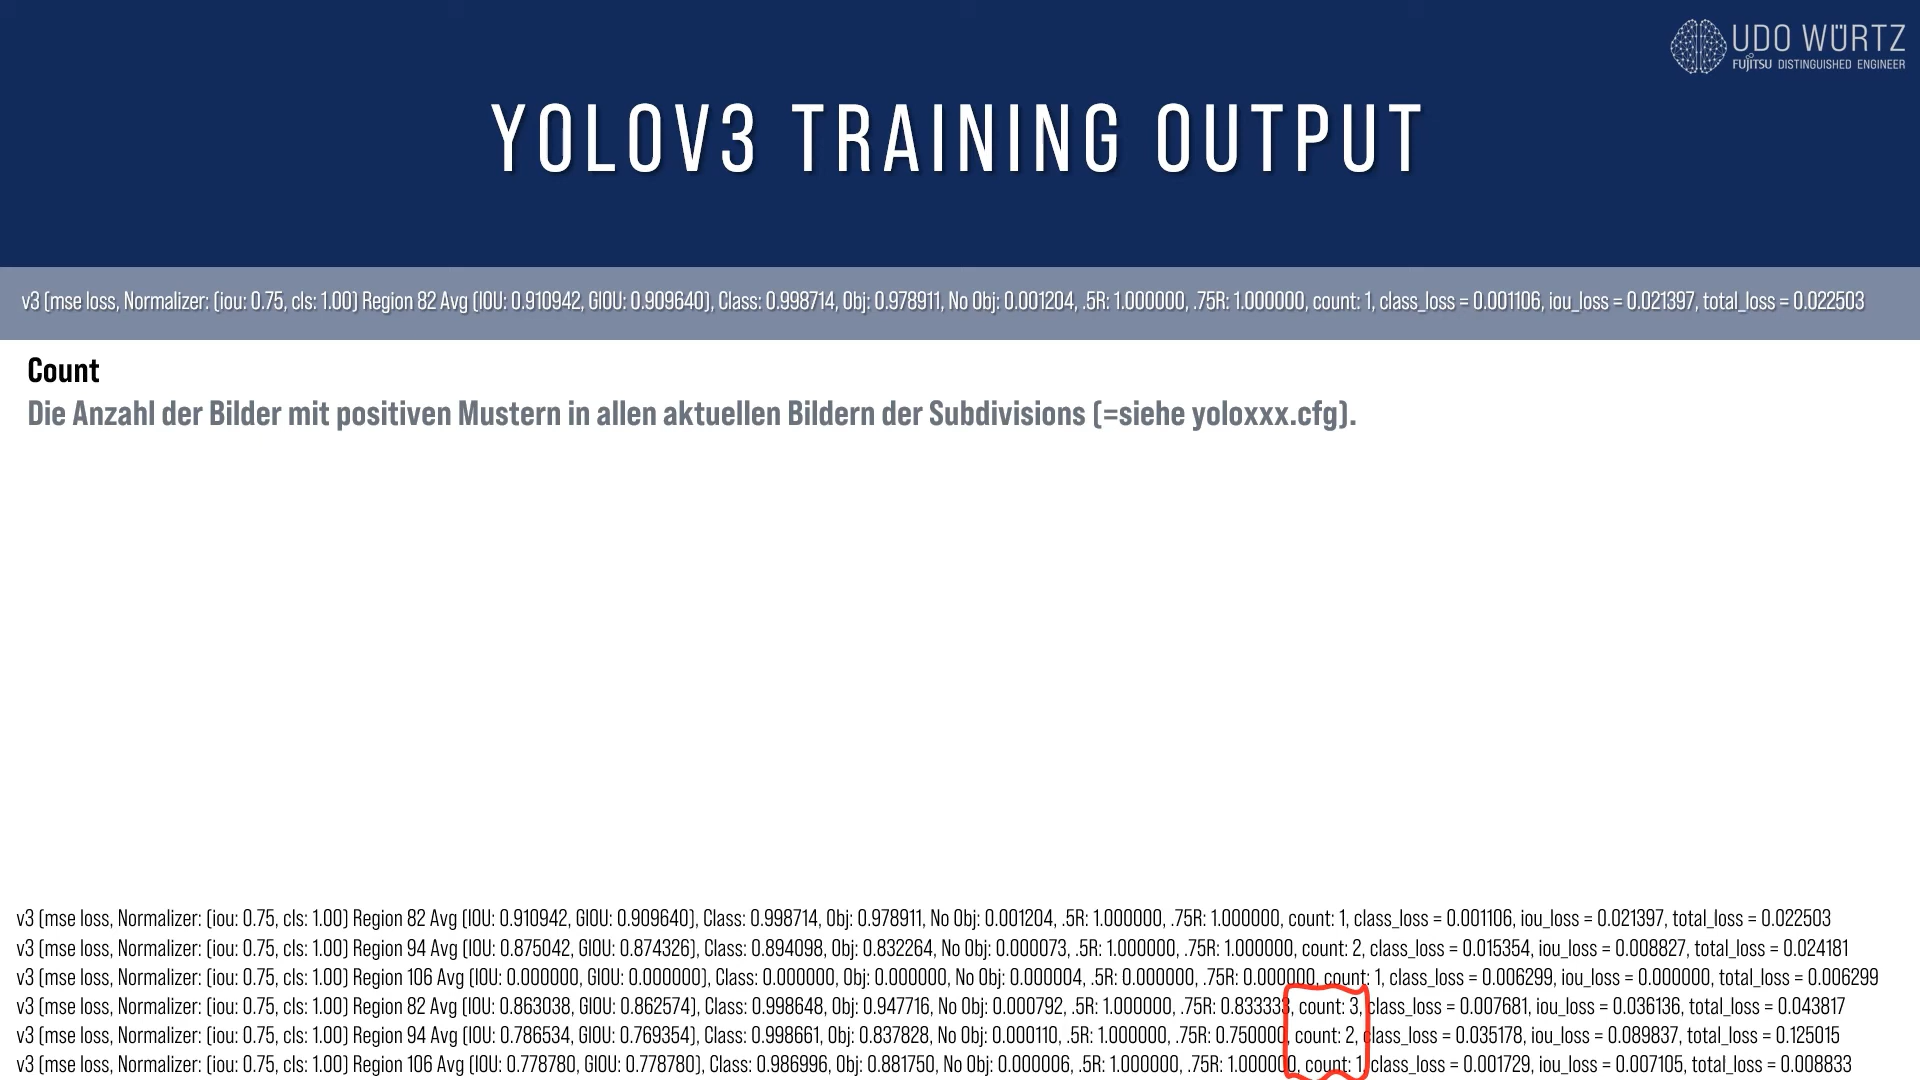 UDO WÜRTZ
FUJITSU DISTINGUISHED ENGINEER
YOLOV3 TRAINING OUTPUT
v3 (mse loss, Normalizer: (iou: 0.75, cls: 1.00) Region 82 Avg (IOU: 0.910942, GIOU: 0.909640), Class: 0.998714, Obj: 0.978911, No Obj: 0.001204, .5R: 1.000000, .75R: 1.000000, count: 1, class_loss = 0.001106, iou_loss = 0.021397, total_loss = 0.022503
Count
Die Anzahl der Bilder mit positiven Mustern in allen aktuellen Bildern der Subdivisions (=siehe yoloxxx.cfg).
v3 (mse loss, Normalizer: (iou: 0.75, cls: 1.00) Region 82 Avg (IOU: 0.910942, GIOU: 0.909640), Class: 0.998714, Obj: 0.978911, No Obj: 0.001204, .5R: 1.000000, .75R: 1.000000, count: 1, class_loss = 0.001106, iou_loss = 0.021397, total_loss = 0.022503
v3 (mse loss, Normalizer: (iou: 0.75, cls: 1.00) Region 94 Avg (IOU: 0.875042, GIOU: 0.874326), Class: 0.894098, Obj: 0.832264, No Obj: 0.000073, .5R: 1.000000, .75R: 1.000000, count: 2, class_loss = 0.015354, iou_loss = 0.008827, total_loss = 0.024181
v3 (mse loss, Normalizer: (iou: 0.75, cls: 1.00) Region 106 Avg (IOU: 0.000000, GIOU: 0.000000), Class: 0.000000, Obj: 0.000000, No Obj: 0.000004, .5R: 0.000000, .75R: 0.000000, count: 1, class_loss = 0.006299, iou_loss = 0.000000, total_loss = 0.006299
v3 (mse loss, Normalizer: (iou: 0.75, cls: 1.00) Region 82 Avg (IOU: 0.863038, GIOU: 0.862574), Class: 0.998648, Obj: 0.947716, No Obj: 0.000792, .5R: 1.000000, .75R: 0.833333, count: 3, class_loss = 0.007681, iou_loss = 0.036136, total_loss = 0.043817
v3 (mse loss, Normalizer: (iou: 0.75, cls: 1.00) Region 94 Avg (IOU: 0.786534, GIOU: 0.769354), Class: 0.998661, Obj: 0.837828, No Obj: 0.000110, .5R: 1.000000, .75R: 0.750000, count: 2, class_loss = 0.035178, iou_loss = 0.089837, total_loss = 0.125015
v3 (mse loss, Normalizer: (iou: 0.75, cls: 1.00) Region 106 Avg (IOU: 0.778780, GIOU: 0.778780), Class: 0.986996, Obj: 0.881750, No Obj: 0.000006, .5R: 1.000000, .75R: 1.000000, count: 1, class_loss = 0.001729, iou_loss = 0.007105, total_loss = 0.008833